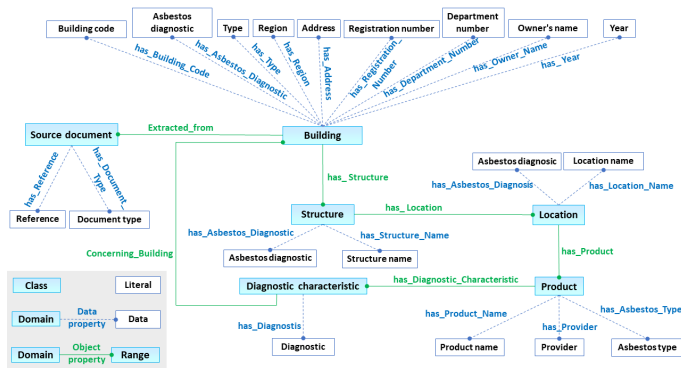 Building code
Asbestos
diagnostic
Type
Region
Address
Registration number
Department
number
Owner's name
Year
has_Building_Code
has_Asbestos_Diagnostic
has_Type
has_Region
has_Address
has_Registration_
Number
has_Department_Number
has_Owner_Name
has_Year
Source document
Extracted_from
Building
has_Reference
has_Document_
Type
has_ Structure
Asbestos diagnosic
Location name
has_Asbestos_Diagnosis
has_Location_Name
Reference
Document type
Structure
has_ Location
Location
has_Asbestos_Diagnostic
has_Structure_Name
Concerning_Building
Asbestos diagnostic
Structure name
has_Product
Class
Literal
Diagnostic characteristic
has_Diagnostic_Characteristic
Product
Domain
Data
property
Data
has_Diagnostis
has_Product_Name
has_Provider
has_Asbestos_Type
Domain
Object
property
Range
Diagnostic
Product name
Provider
Asbestos type